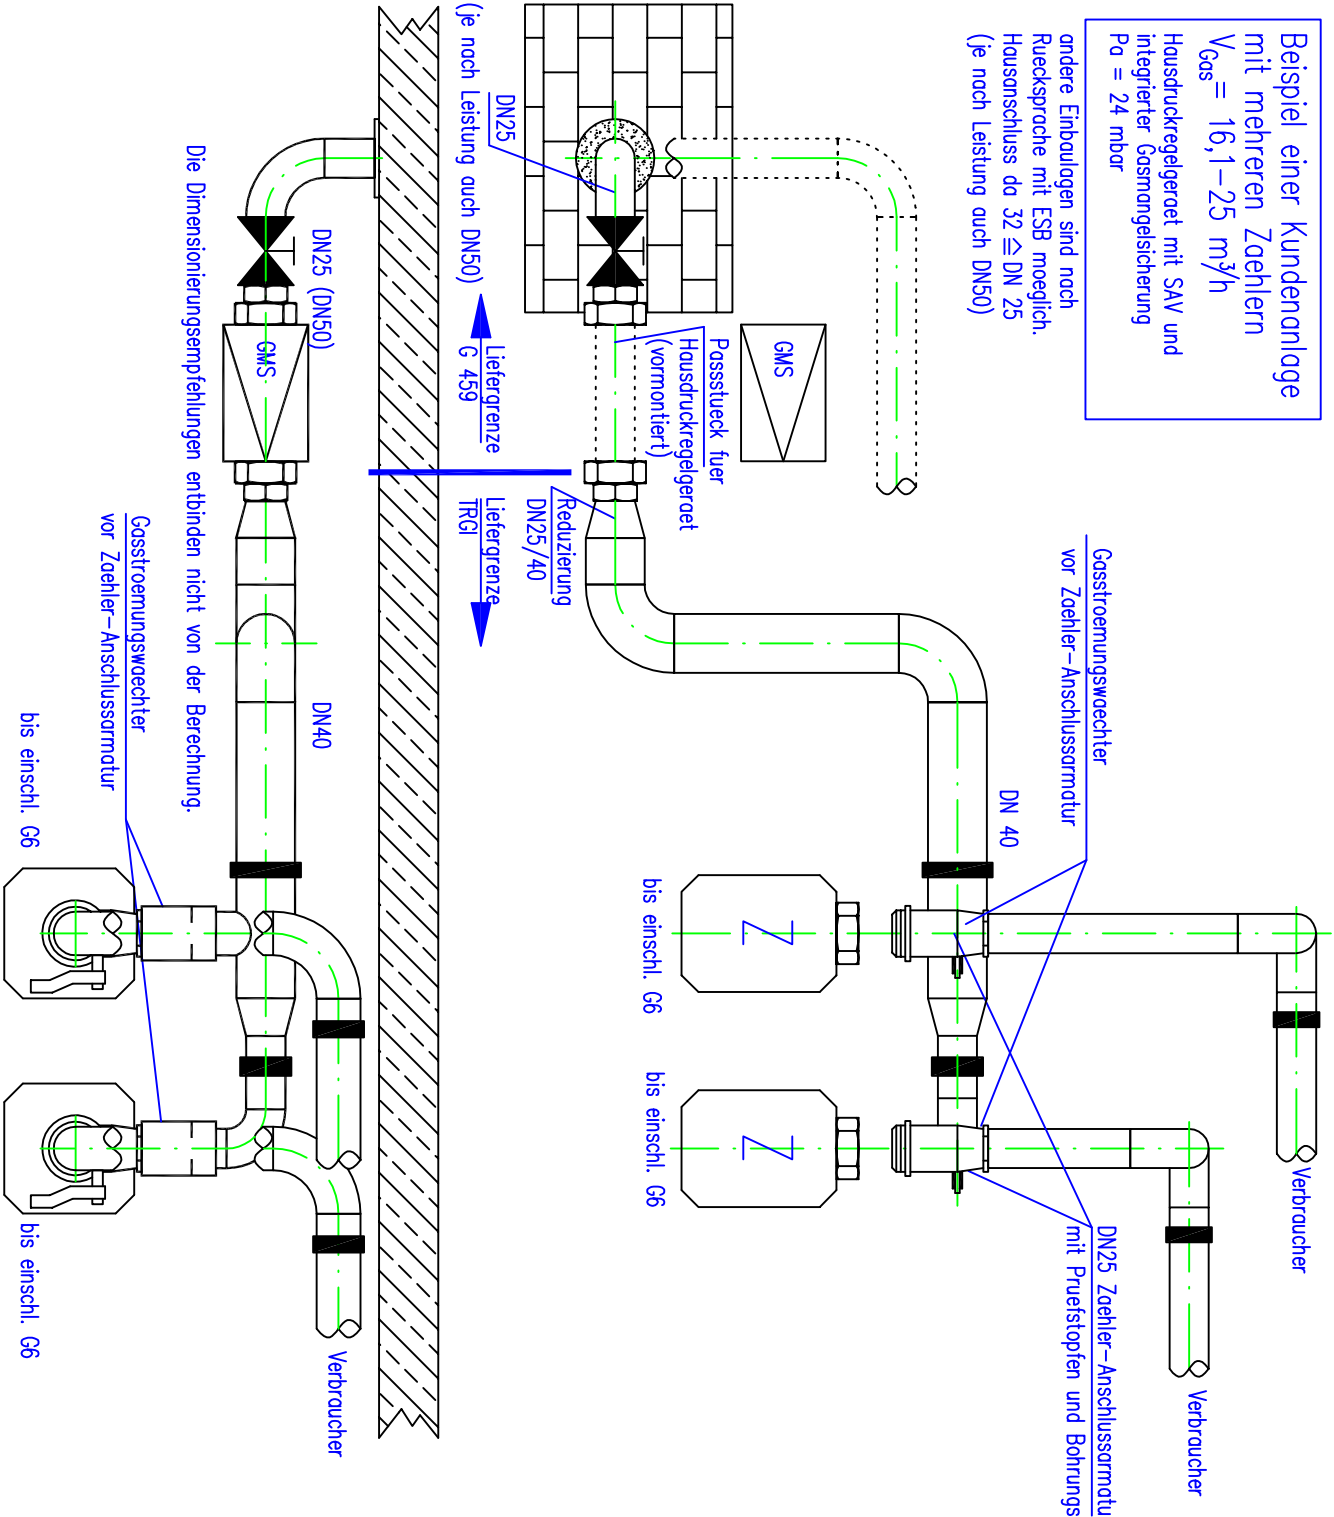 Beispiel einer Kundenanlage
mit mehreren Zaehlern
VGas= 16,1-25 m³/h
Hausdruckregelgeraet mit SAV und
integrierter Gasmangelsicherung
Pa = 24 mbar
andere Einbaulagen sind nach
Ruecksprache mit ESB moeglich.
Hausanschluss da 32 ≙ DN 25
(je nach Leistung auch DN50)
GMS
Passstueck fuer
Hausdruckregelgeraet
(vormontiert)
DN25
(je nach Leistung auch DN50)
Reduzierung
DN25/40
Liefergrenze
G 459
Liefergrenze
TRGI
Gasstroemungswaechter
vor Zaehler-Anschlussarmatur
DN 40
Verbraucher
Verbraucher
DN25 Zaehler-Anschlussarmatu
mit Pruefstopfen und Bohrungs
Z
bis einschl. G6
Z
bis einschl. G6
DN25 (DN50)
GMS
DN40
Verbraucher
Die Dimensionierungsempfehlungen entbinden nicht von der Berechnung.
Gasstroemungswaechter
vor Zaehler-Anschlussarmatur
bis einschl. G6
bis einschl. G6